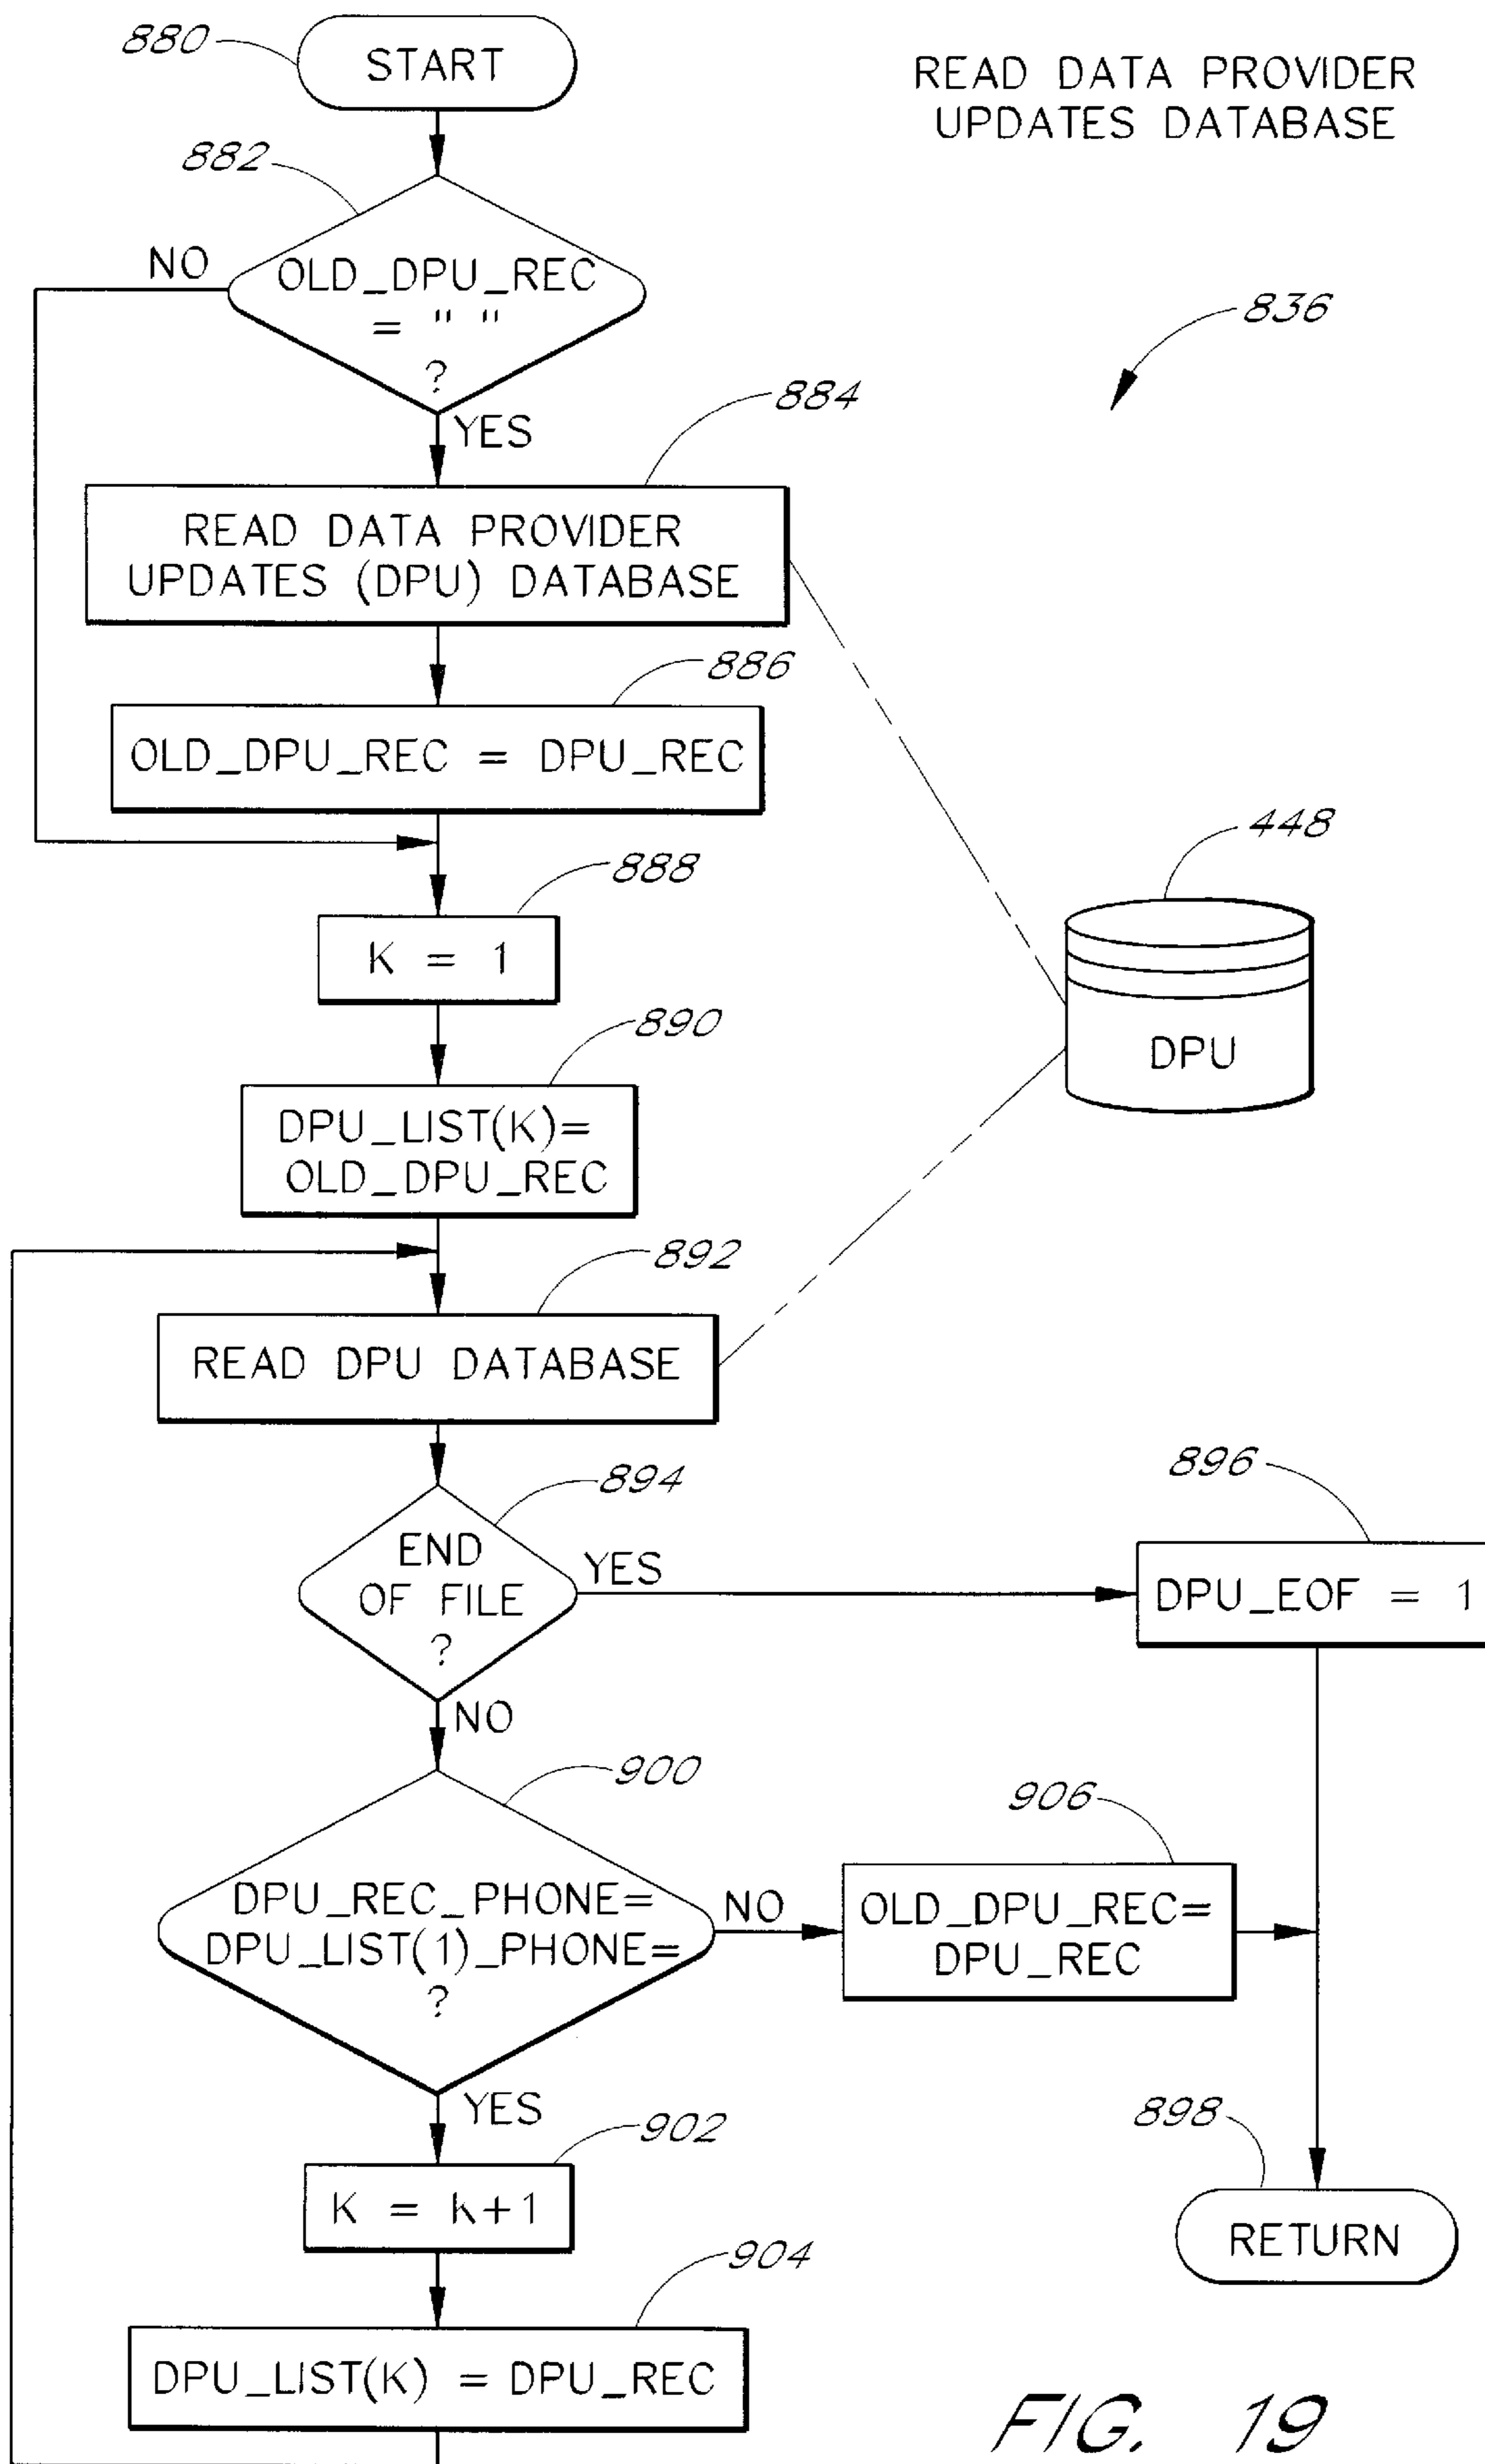 880
START
READ DATA PROVIDER
UPDATES DATABASE
882
NO
OLD_DPU_REC
= " "
?
836
YES
884
READ DATA PROVIDER
UPDATES (DPU) DATABASE
886
OLD_DPU_REC = DPU_REC
448
DPU
888
K = 1
890
DPU_LIST(K)=
OLD_DPU_REC
892
READ DPU DATABASE
894
END
OF FILE
?
YES
896
DPU_EOF = 1
NO
900
DPU_REC_PHONE=
DPU_LIST(1)_PHONE=
?
NO
906
OLD_DPU_REC=
DPU_REC
YES
898
RETURN
902
K = k+1
904
DPU_LIST(K) = DPU_REC
FIG. 19